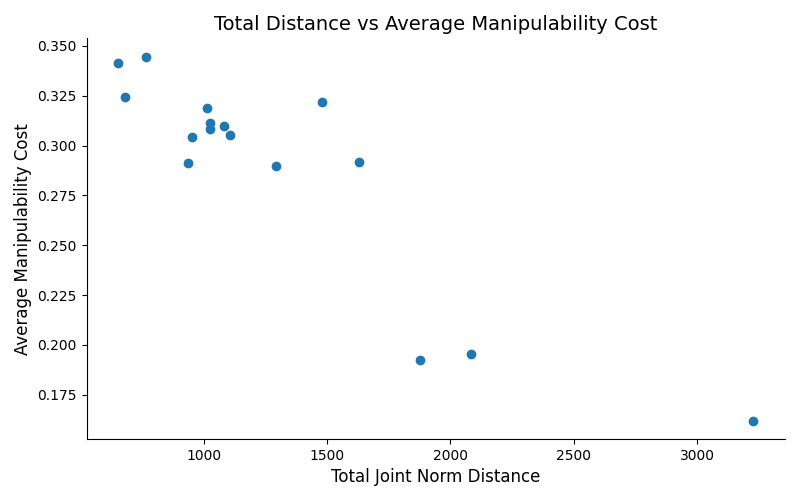 Total Distance vs Average Manipulability Cost
0.350
0.325
0.300
0.275
0.250
0.225
0.200
0.175
Average Manipulability Cost
1000 1500 2000 2500 3000
Total Joint Norm Distance